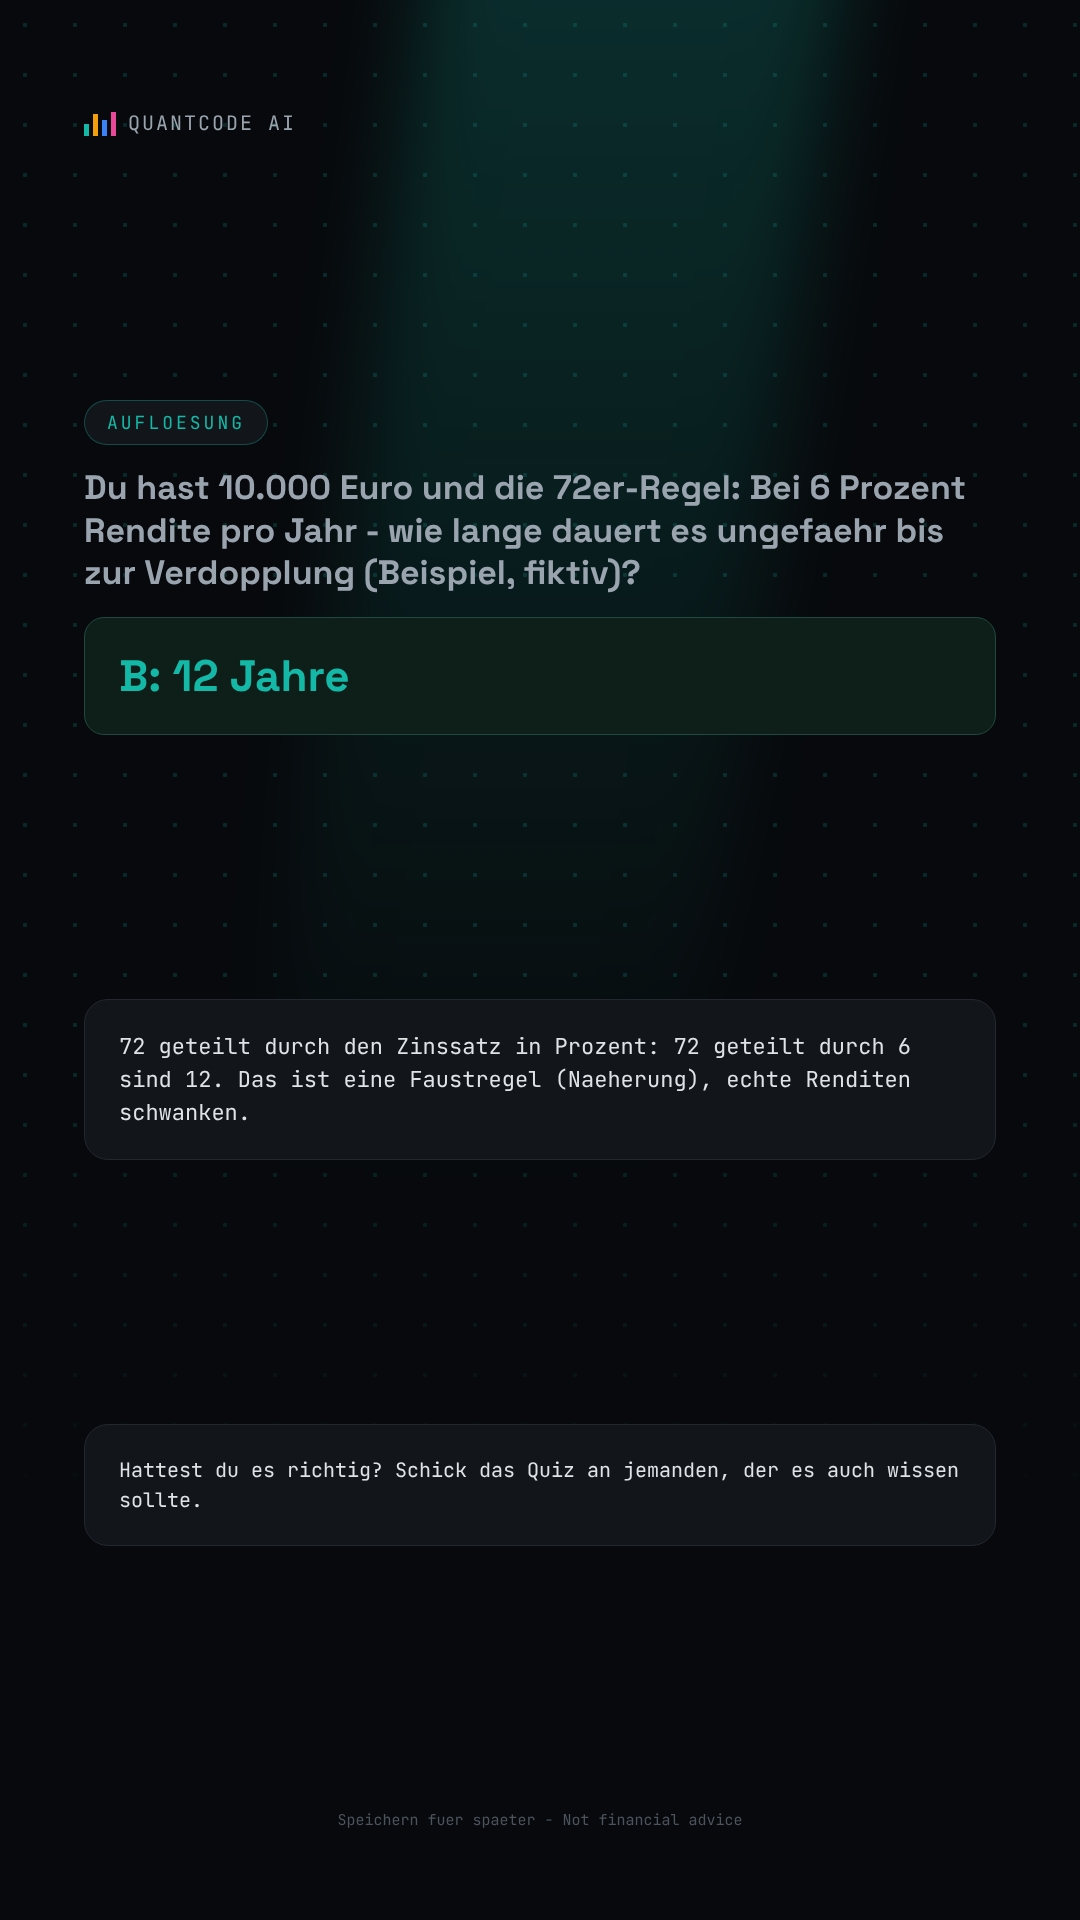 QUANTCODE AI
AUFLOESUNG
Du hast 10.000 Euro und die 72er-Regel: Bei 6 Prozent
Rendite pro Jahr - wie lange dauert es ungefaehr bis
zur Verdopplung (Beispiel, fiktiv)?
B: 12 Jahre
72 geteilt durch den Zinssatz in Prozent: 72 geteilt durch 6
sind 12. Das ist eine Faustregel (Naeherung), echte Renditen
schwanken.
Hattest du es richtig? Schick das Quiz an jemanden, der es auch wissen
sollte.
Speichern fuer spaeter - Not financial advice